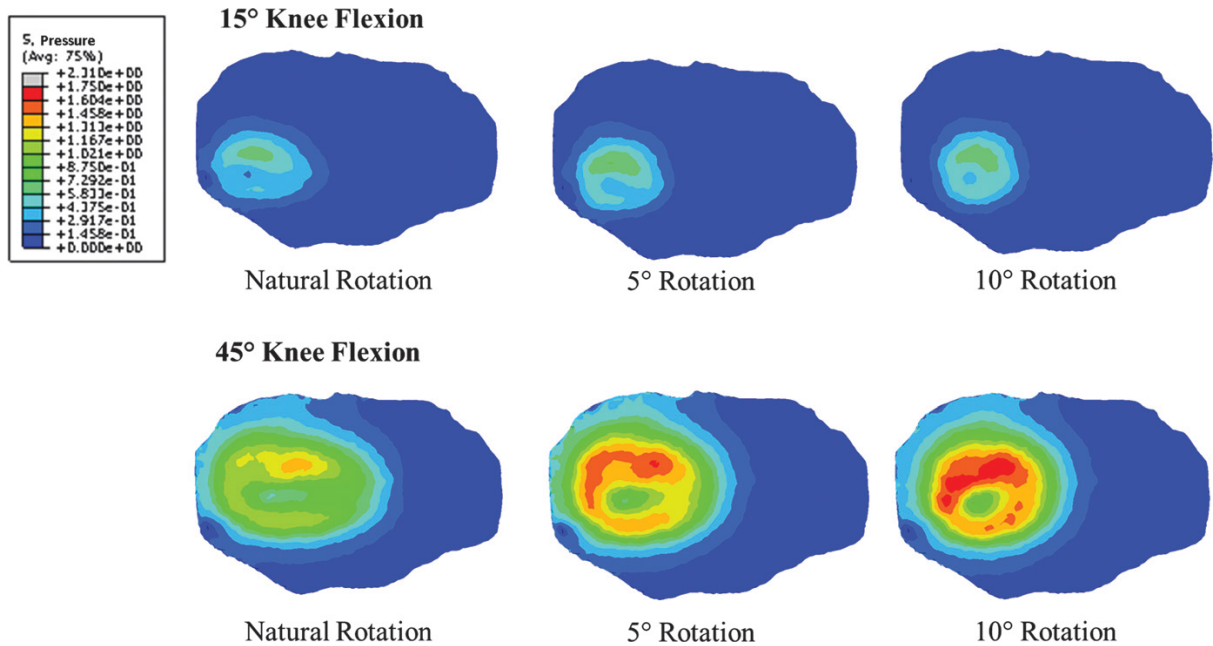 15° Knee Flexion
S, Pressure
(Avg: 75%)
+2.310e+00
+1.750e+00
+1.604e+00
+1.458e+00
+1.313e+00
+1.167e+00
+1.021e+00
+8.750e-01
+7.292e-01
+5.833e-01
+4.375e-01
+2.917e-01
+1.458e-01
+0.000e+00
Natural Rotation
5° Rotation
10° Rotation
45° Knee Flexion
Natural Rotation
5° Rotation
10° Rotation